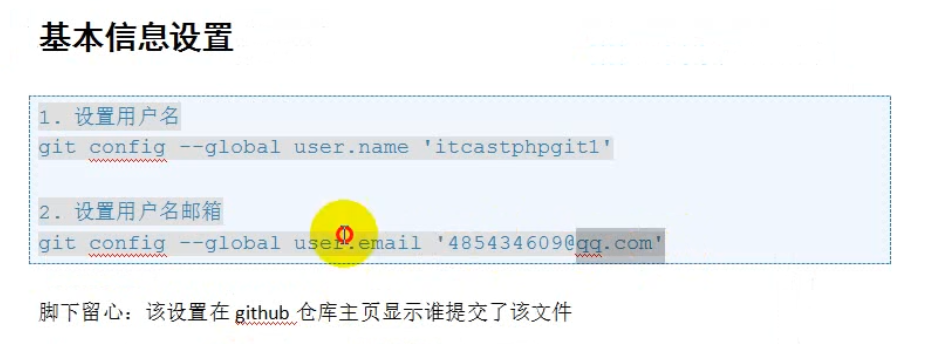 基本信息设置
1. 设置用户名
git config --global user.name 'itcastphpgit1'
2. 设置用户名邮箱
git config --global user.email '485434609@qq.com'
脚下留心：该设置在 github 仓库主页显示谁提交了该文件